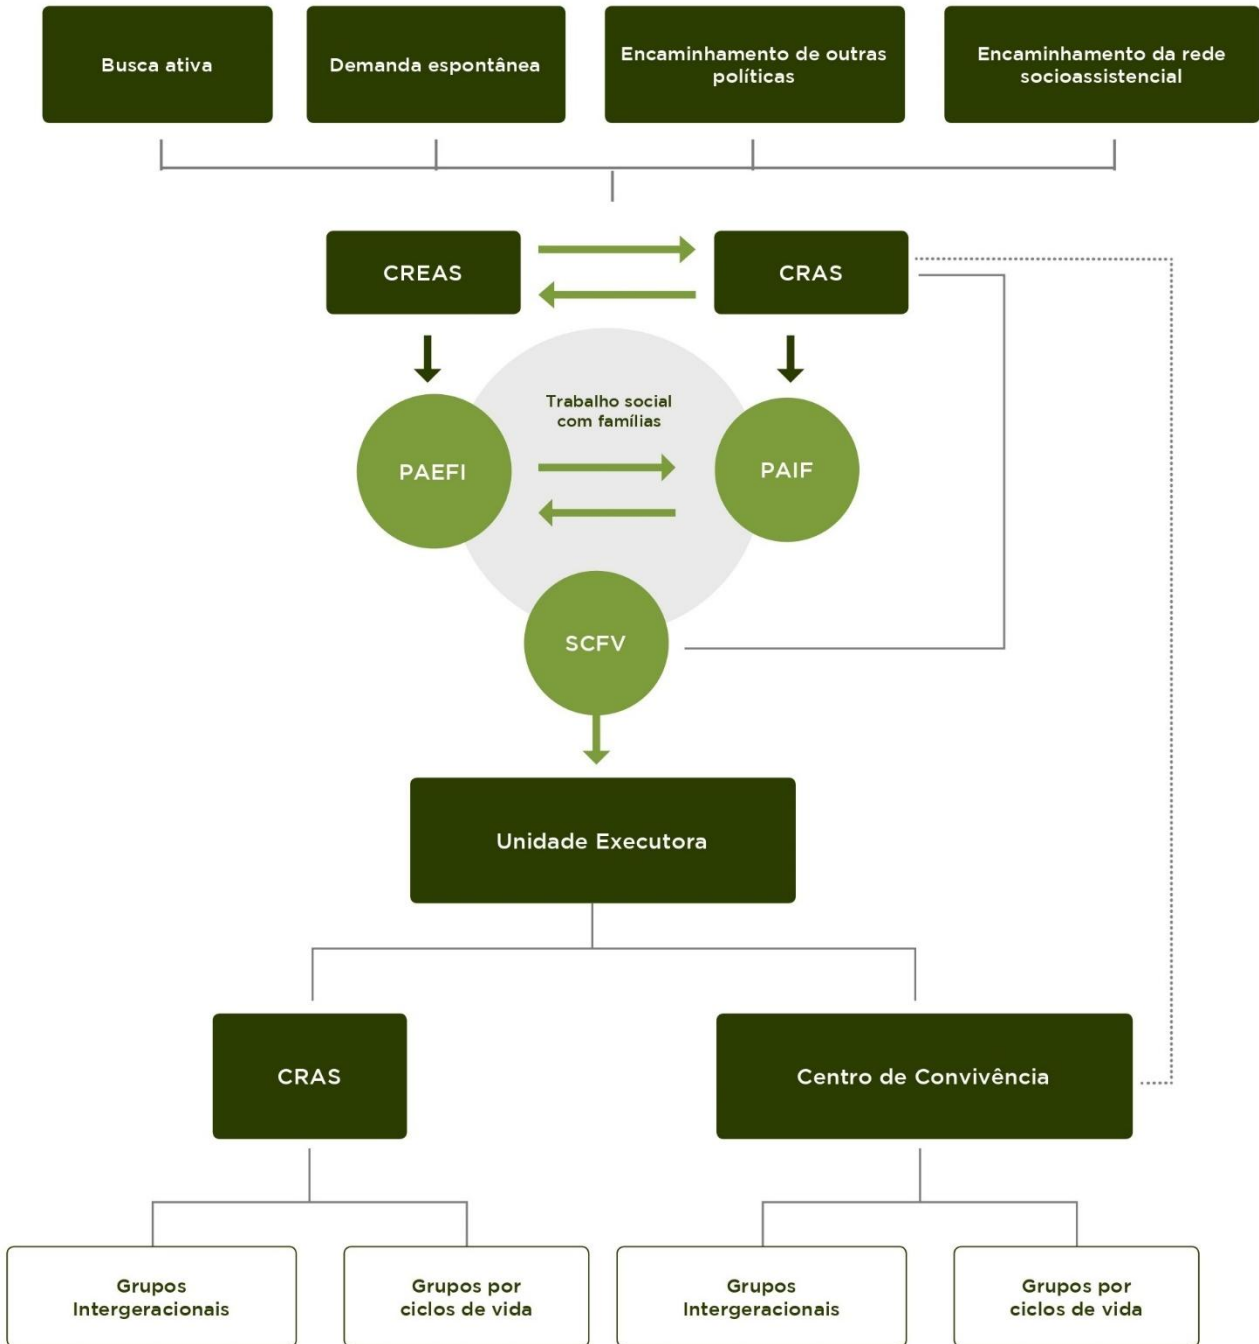 Busca ativa
Demanda espontânea
Encaminhamento de outras
políticas
Encaminhamento da rede
socioassistencial
CREAS
CRAS
Trabalho social
com famílias
PAEFI
PAIF
SCFV
Unidade Executora
CRAS
Centro de Convivência
Grupos
Intergeracionais
Grupos por
ciclos de vida
Grupos
Intergeracionais
Grupos por
ciclos de vida